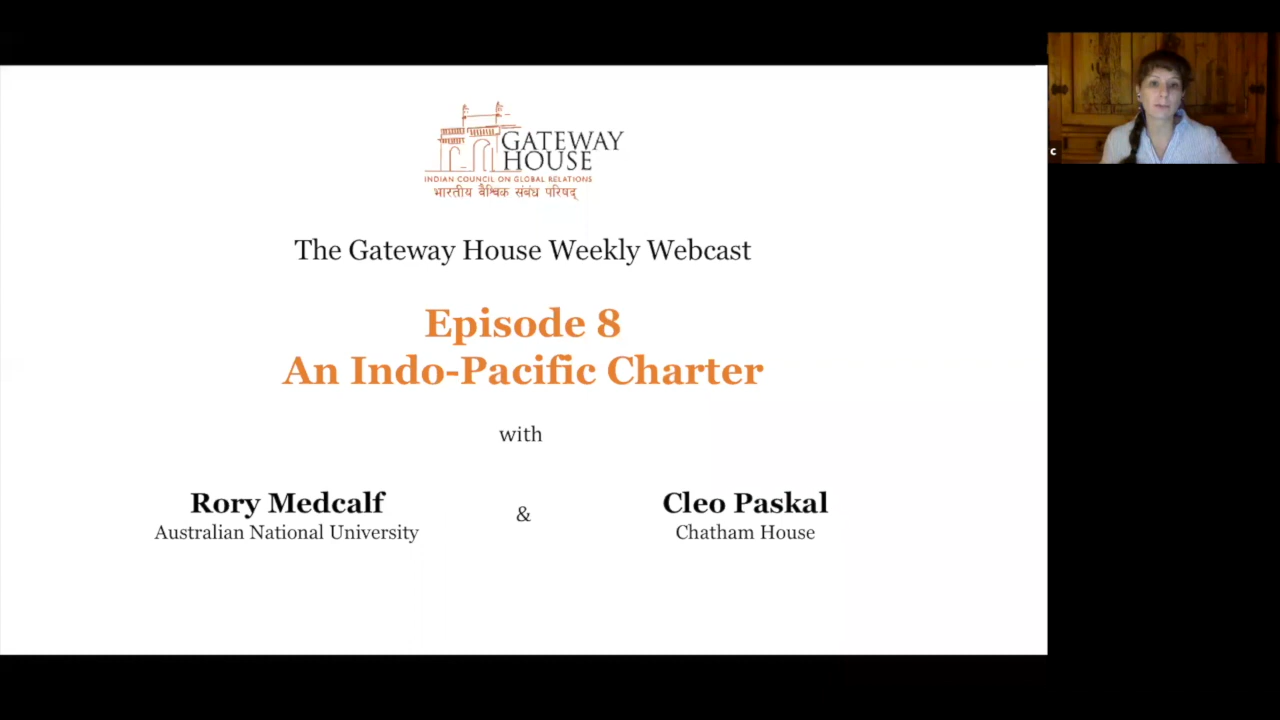 GATEWAY
HOUSE
INDIAN COUNCIL ON GLOBAL RELATIONS
भारतीय वैश्विक संबंध परिषद्
The Gateway House Weekly Webcast
Episode 8
An Indo-Pacific Charter
with
Rory Medcalf
Australian National University
&
Cleo Paskal
Chatham House
c